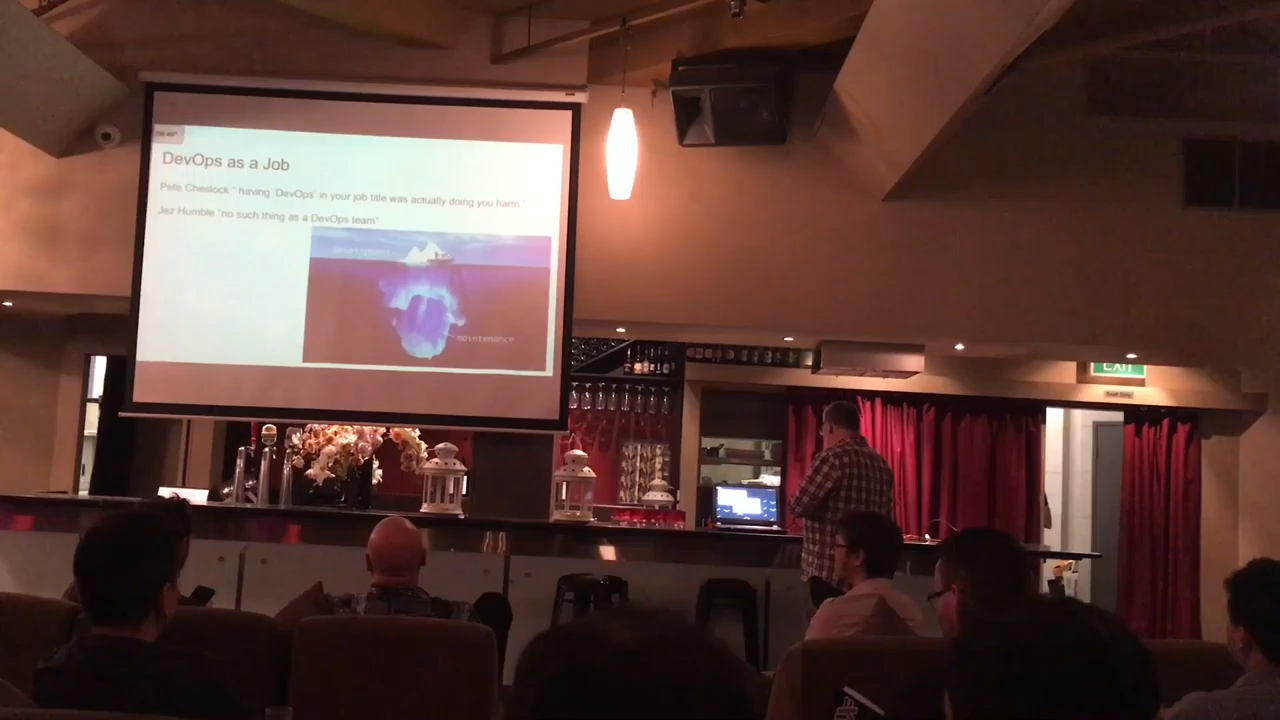 DevOps as a Job
Pete Cheslock " having 'DevOps' in your job title was actually doing you harm."
Jez Humble "no such thing as a DevOps team"
development
maintenance
EXIT